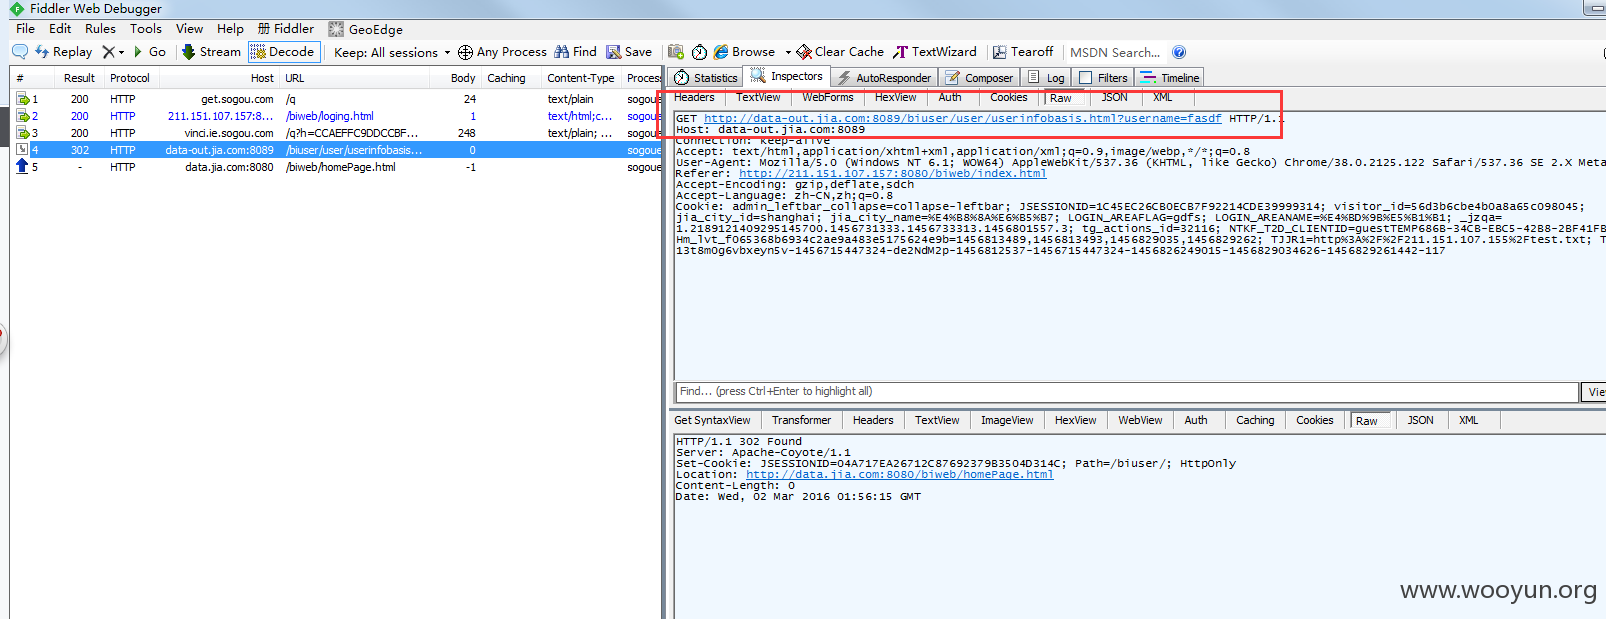 Fiddler Web Debugger
File Edit Rules Tools View Help 册 Fiddler GeoEdge
Replay Go Stream Decode Keep: All sessions Any Process Find Save Browse Clear Cache TextWizard Tearoff MSDN Search...
# Result Protocol Host URL Body Caching Content-Type Process
1 200 HTTP get.sogou.com /q 24 text/plain sogoue
2 200 HTTP 211.151.107.157:8... /biweb/loging.html 1 text/html;c... sogoue
3 200 HTTP vinci.ie.sogou.com /q?h=CCAEFFC9DDCCBF... 248 text/plain; ... sogoue
4 302 HTTP data-out.jia.com:8089 /biuser/user/userinfobasis... 0 sogoue
5 - HTTP data.jia.com:8080 /biweb/homePage.html -1 sogoue
Statistics Inspectors AutoResponder Composer Log Filters Timeline
Headers TextView WebForms HexView Auth Cookies Raw JSON XML
GET http://data-out.jia.com:8089/biuser/user/userinfobasis.html?username=fasdf HTTP/1.1
Host: data-out.jia.com:8089
Connection: keep-alive
Accept: text/html,application/xhtml+xml,application/xml;q=0.9,image/webp,*/*;q=0.8
User-Agent: Mozilla/5.0 (Windows NT 6.1; WOW64) AppleWebKit/537.36 (KHTML, like Gecko) Chrome/38.0.2125.122 Safari/537.36 SE 2.X Meta
Referer: http://211.151.107.157:8080/biweb/index.html
Accept-Encoding: gzip,deflate,sdch
Accept-Language: zh-CN,zh;q=0.8
Cookie: admin_leftbar_collapse=collapse-leftbar; JSESSIONID=1C45EC26CB0ECB7F92214CDE39999314; visitor_id=56d3b6cbe4b0a8a65c098045;
jia_city_id=shanghai; jia_city_name=%E4%B8%8A%E6%B5%B7; LOGIN_AREAFLAG=gdfs; LOGIN_AREANAME=%E4%BD%9B%E5%B1%B1; _jzqa=
1.2189121409295145700.1456731333.1456733313.1456801557.3; tg_actions_id=32116; NTKF_T2D_CLIENTID=guestTEMP686B-34CB-EBC5-42B8-2BF41FB
Hm_lvt_f065368b6934c2ae9a483e5175624e9b=1456813489,1456813493,1456829035,1456829262; TJJR1=http%3A%2F%2F211.151.107.155%2Ftest.txt; T
13t8m0g6vbxeyn5v-1456715447324-de2NdM2p-1456812537-1456715447324-1456826249015-1456829034626-1456829261442-117
Find... (press Ctrl+Enter to highlight all)
Vie
Get SyntaxView Transformer Headers TextView ImageView HexView WebView Auth Caching Cookies Raw JSON XML
HTTP/1.1 302 Found
Server: Apache-Coyote/1.1
Set-Cookie: JSESSIONID=04A717EA26712C87692379B3504D314C; Path=/biuser/; HttpOnly
Location: http://data.jia.com:8080/biweb/homePage.html
Content-Length: 0
Date: Wed, 02 Mar 2016 01:56:15 GMT
www.wooyun.org